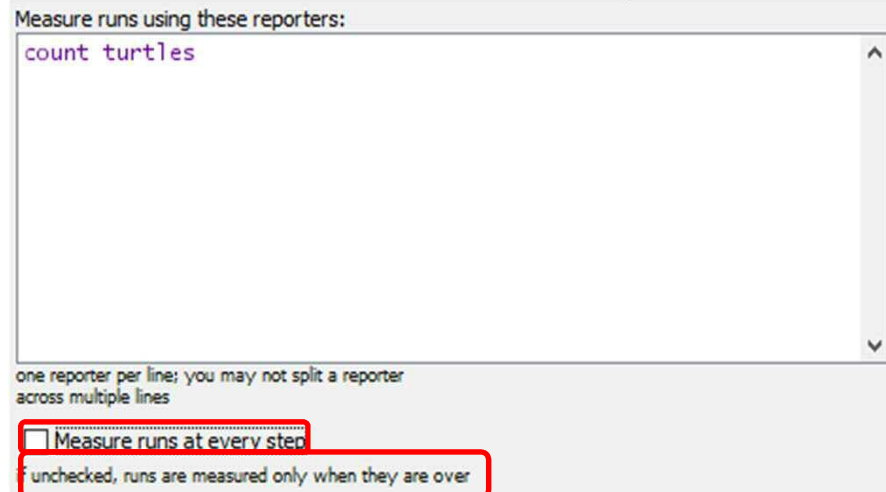 Measure runs using these reporters:
count turtles
one reporter per line; you may not split a reporter
across multiple lines
Measure runs at every step
if unchecked, runs are measured only when they are over